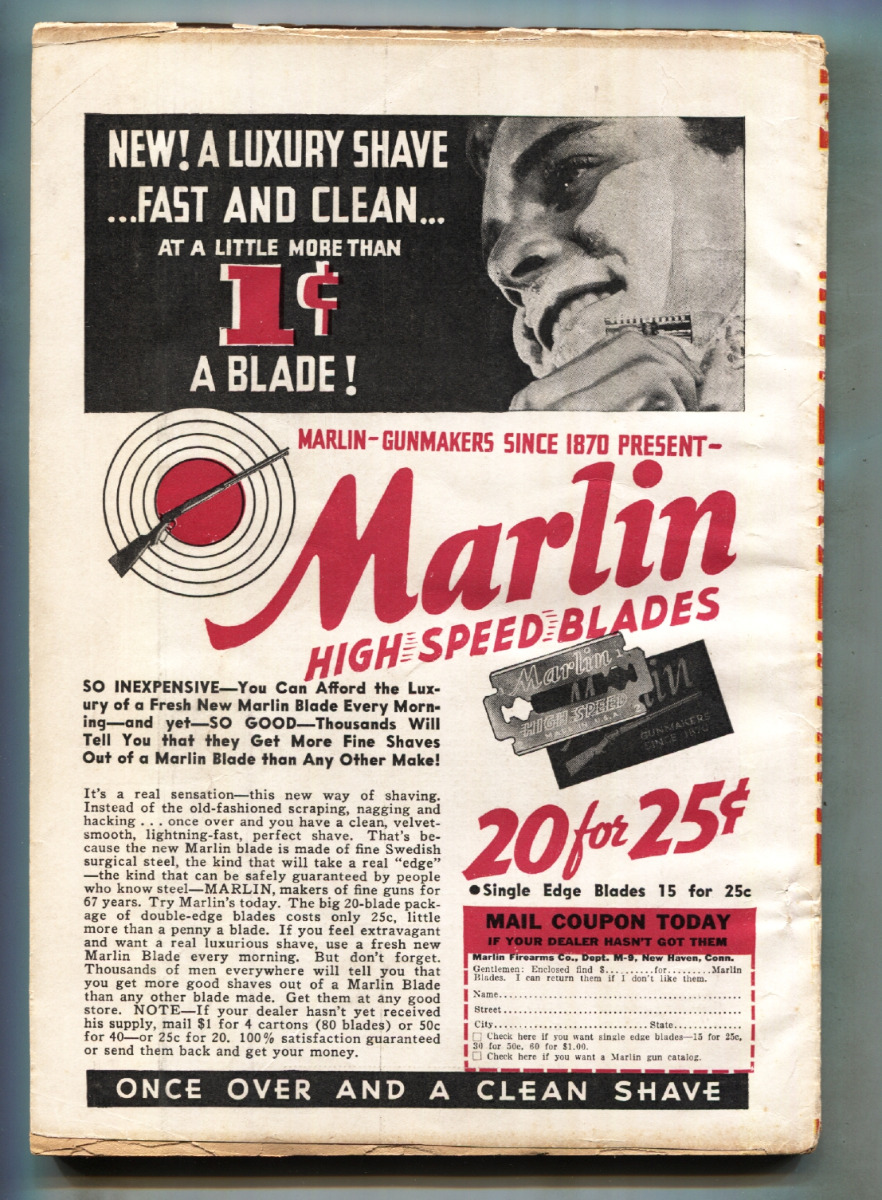 NEW! A LUXURY SHAVE
...FAST AND CLEAN...
AT A LITTLE MORE THAN
1¢
A BLADE!
MARLIN-GUNMAKERS SINCE 1870 PRESENT-
Marlin
HIGH SPEED BLADES
Marlin
HIGH-SPEED
MADE IN U.S.A. 2
GUNMAKERS
SINCE 1870
SO INEXPENSIVE—You Can Afford the Lux-
ury of a Fresh New Marlin Blade Every Morn-
ing—and yet—SO GOOD—Thousands Will
Tell You that they Get More Fine Shaves
Out of a Marlin Blade than Any Other Make!
It's a real sensation—this new way of shaving.
Instead of the old-fashioned scraping, nagging and
hacking . . . once over and you have a clean, velvet-
smooth, lightning-fast, perfect shave. That's be-
cause the new Marlin blade is made of fine Swedish
surgical steel, the kind that will take a real "edge"
—the kind that can be safely guaranteed by people
who know steel—MARLIN, makers of fine guns for
67 years. Try Marlin's today. The big 20-blade pack-
age of double-edge blades costs only 25c, little
more than a penny a blade. If you feel extravagant
and want a real luxurious shave, use a fresh new
Marlin Blade every morning. But don't forget.
Thousands of men everywhere will tell you that
you get more good shaves out of a Marlin Blade
than any other blade made. Get them at any good
store. NOTE—If your dealer hasn't yet received
his supply, mail $1 for 4 cartons (80 blades) or 50c
for 40—or 25c for 20. 100% satisfaction guaranteed
or send them back and get your money.
20 for 25¢
●Single Edge Blades 15 for 25c
MAIL COUPON TODAY
IF YOUR DEALER HASN'T GOT THEM
Marlin Firearms Co., Dept. M-9, New Haven, Conn.
Gentlemen: Enclosed find $.........for.........Marlin
Blades. I can return them if I don't like them.
Name..................................................
Street.................................................
City..............................State.................
☐ Check here if you want single edge blades—15 for 25c,
30 for 50c, 60 for $1.00.
☐ Check here if you want a Marlin gun catalog.
ONCE OVER AND A CLEAN SHAVE